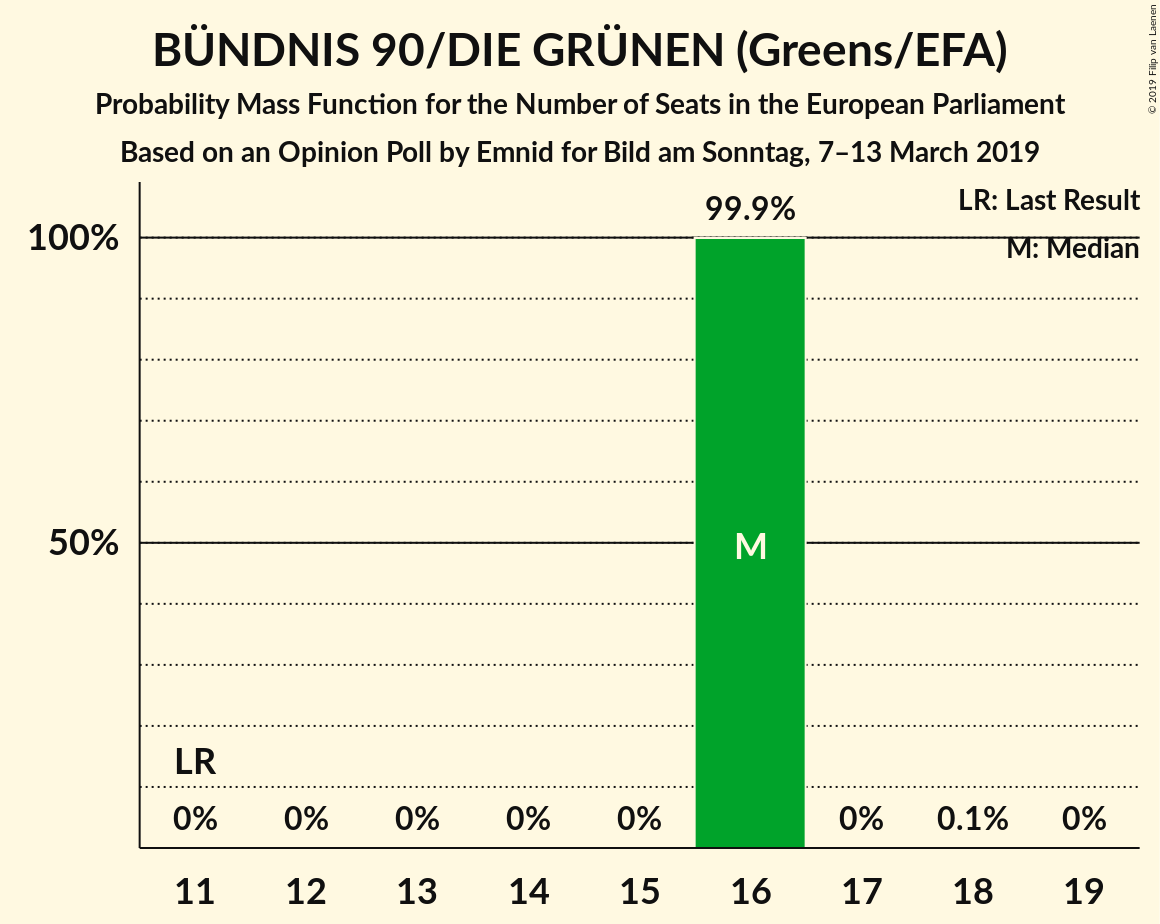 BÜNDNIS 90/DIE GRÜNEN (Greens/EFA)
Probability Mass Function for the Number of Seats in the European Parliament
Based on an Opinion Poll by Emnid for Bild am Sonntag, 7–13 March 2019
© 2019 Filip van Laenen
LR: Last Result
M: Median
99.9%
100%
50%
M
LR
0% 0% 0% 0% 0% 0% 0.1% 0%
11 12 13 14 15 16 17 18 19